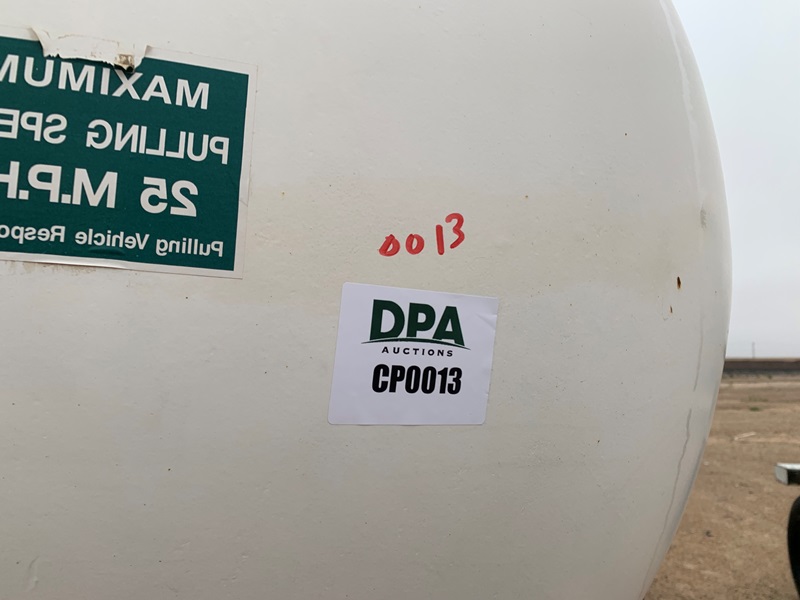 MAXIMUM
PULLING SPE
25 M.P.H
Pulling Vehicle Respo
0013
DPA
AUCTIONS
CP0013